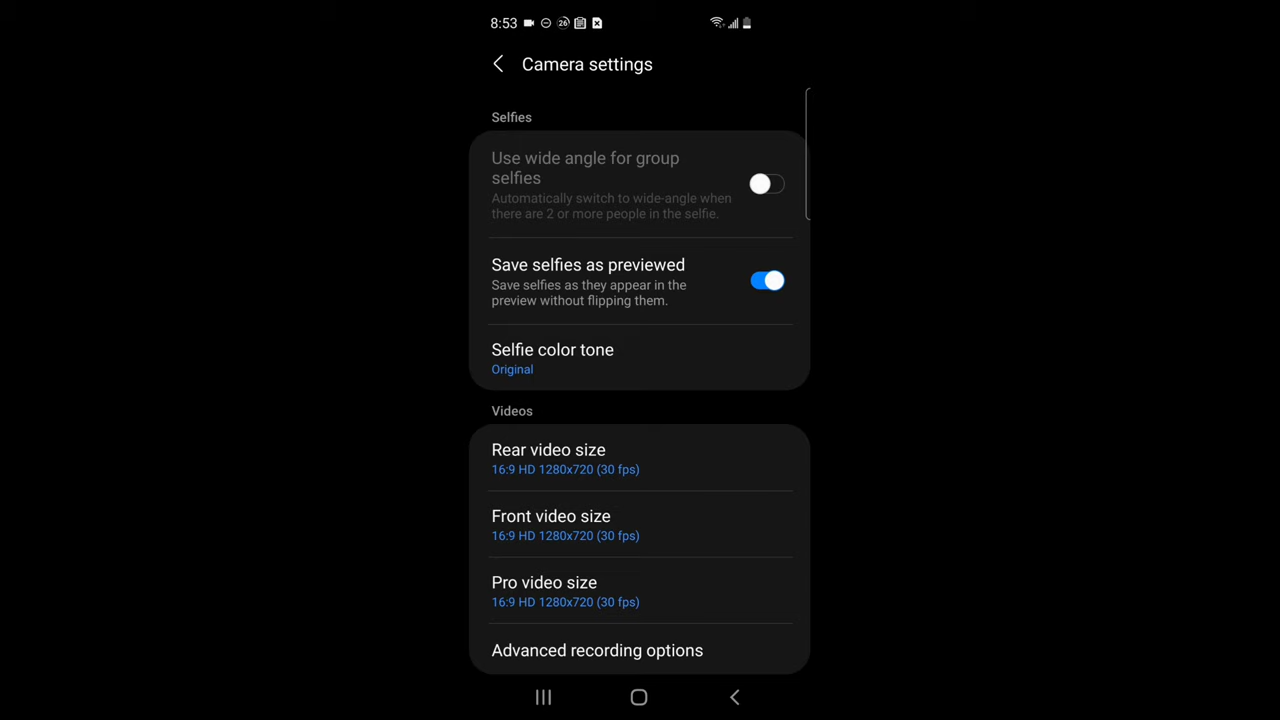 8:53
26
Camera settings
Selfies
Use wide angle for group
selfies
Automatically switch to wide-angle when
there are 2 or more people in the selfie.
Save selfies as previewed
Save selfies as they appear in the
preview without flipping them.
Selfie color tone
Original
Videos
Rear video size
16:9 HD 1280x720 (30 fps)
Front video size
16:9 HD 1280x720 (30 fps)
Pro video size
16:9 HD 1280x720 (30 fps)
Advanced recording options